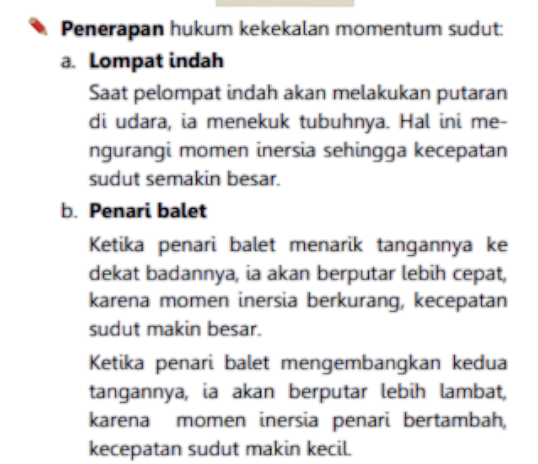 Penerapan hukum kekekalan momentum sudut:
a. Lompat indah
Saat pelompat indah akan melakukan putaran
di udara, ia menekuk tubuhnya. Hal ini me-
ngurangi momen inersia sehingga kecepatan
sudut semakin besar.
b. Penari balet
Ketika penari balet menarik tangannya ke
dekat badannya, ia akan berputar lebih cepat,
karena momen inersia berkurang, kecepatan
sudut makin besar.
Ketika penari balet mengembangkan kedua
tangannya, ia akan berputar lebih lambat,
karena momen inersia penari bertambah,
kecepatan sudut makin kecil.